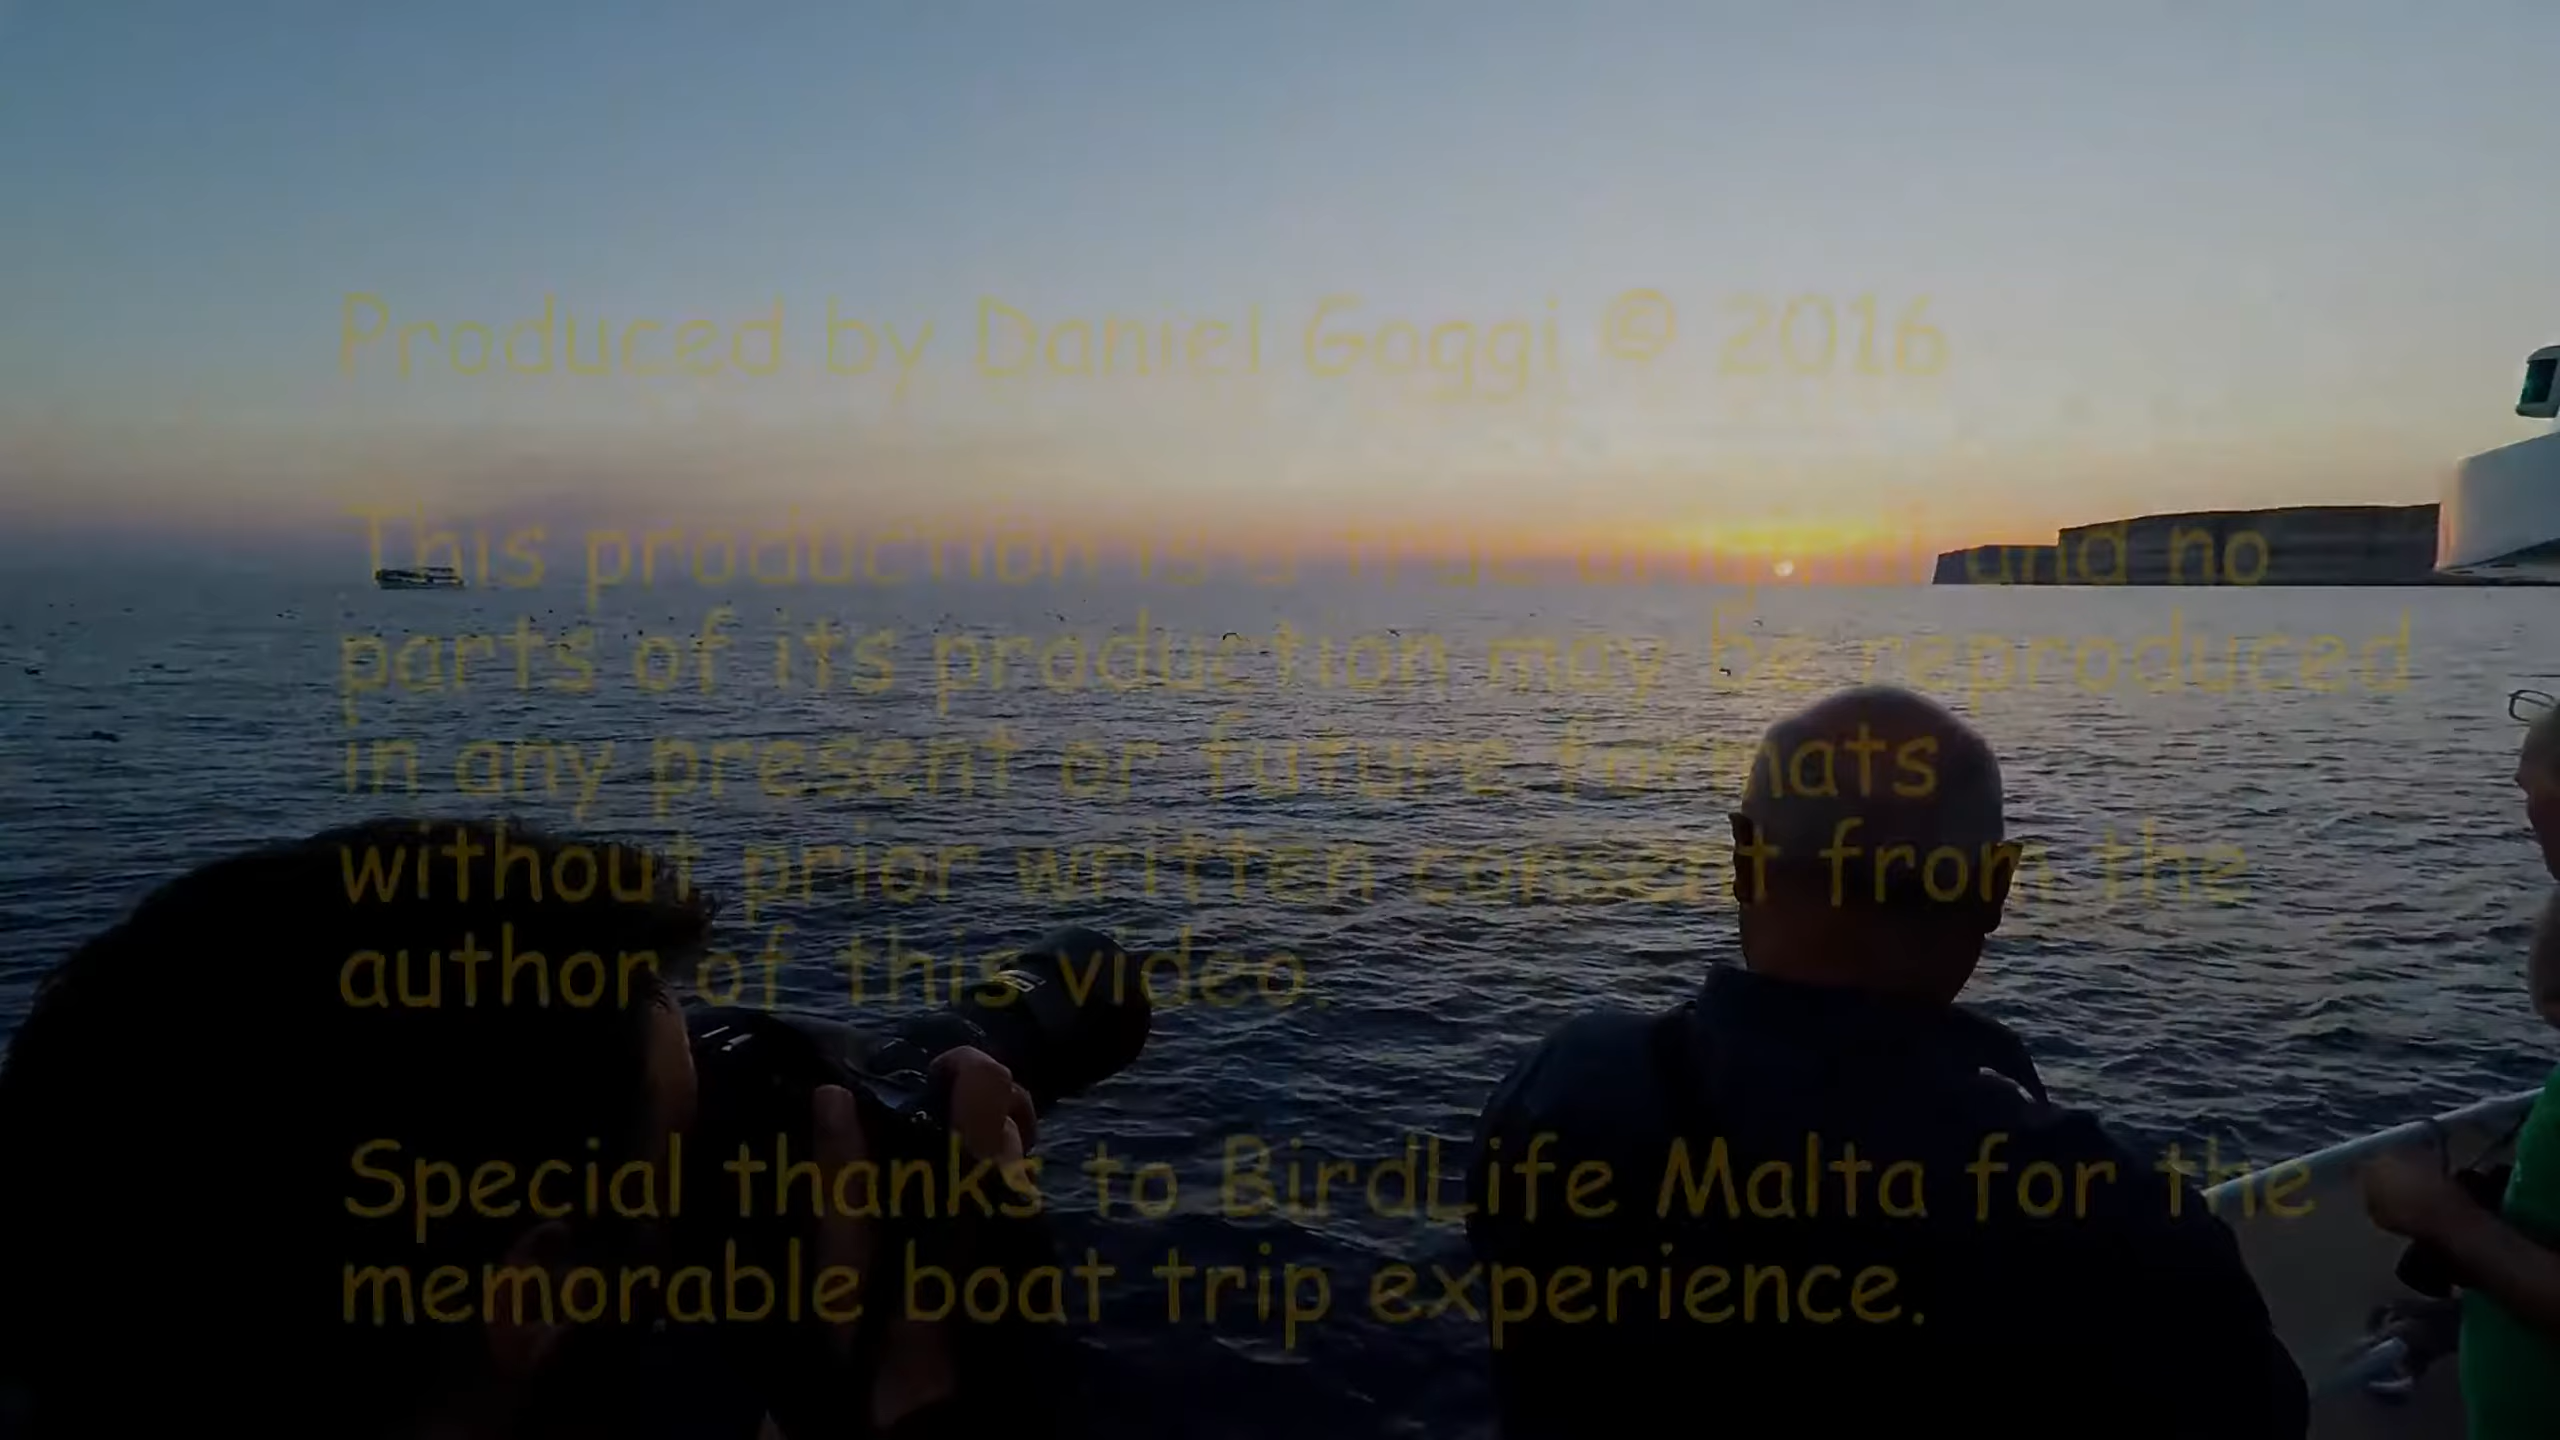 Produced by Daniel Goggi © 2016
This production is a true original and no
parts of its production may be reproduced
in any present or future formats
without prior written consent from the
author of this video.
Special thanks to BirdLife Malta for the
memorable boat trip experience.